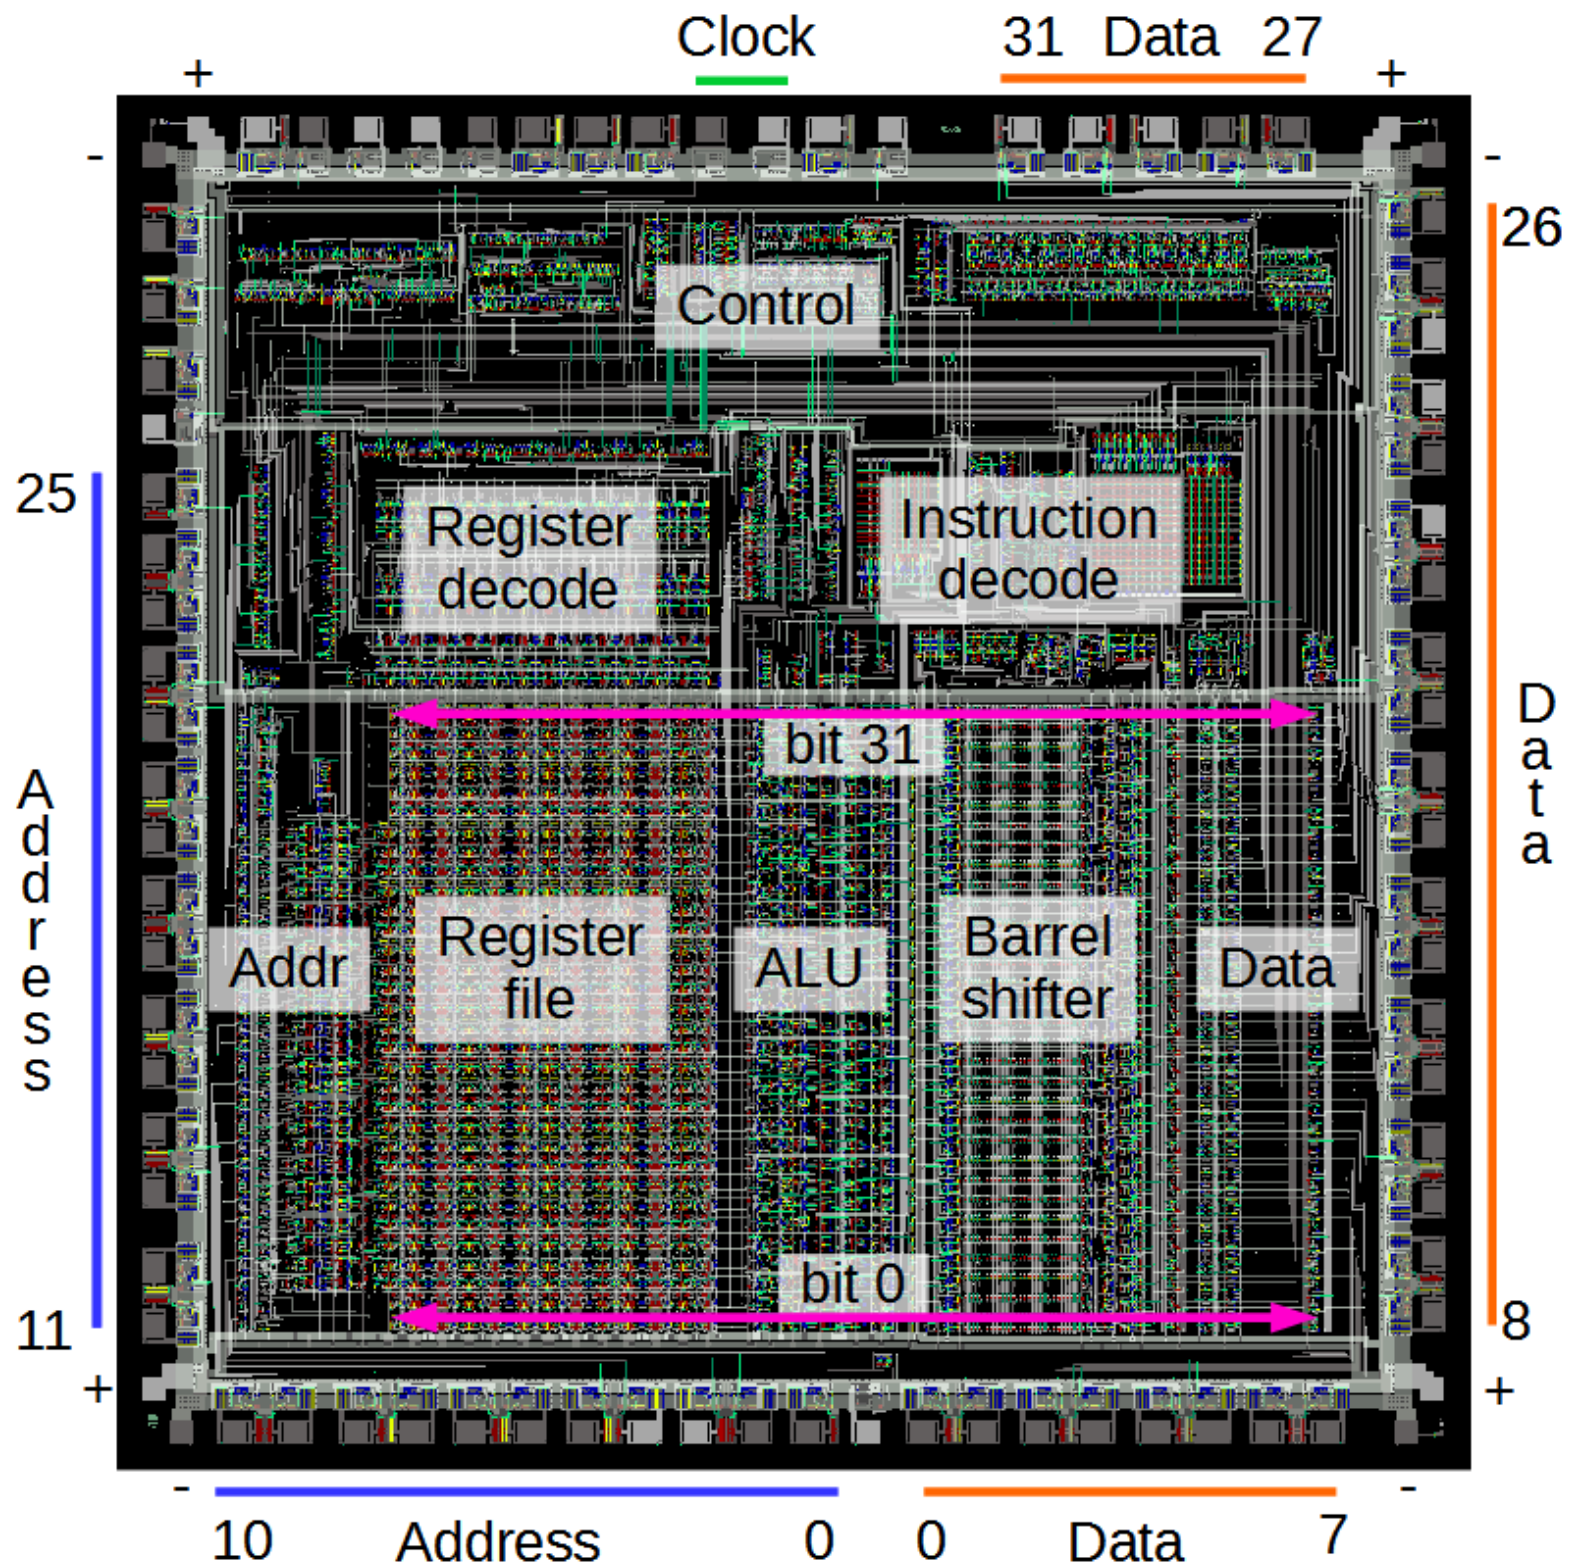 Clock
31 Data 27
+ +
- -
26
Control
25
Register
decode
Instruction
decode
bit 31
Address
Data
Addr
Register
file
ALU
Barrel
shifter
Data
bit 0
11
8
+ +
- -
10 Address 0 0 Data 7